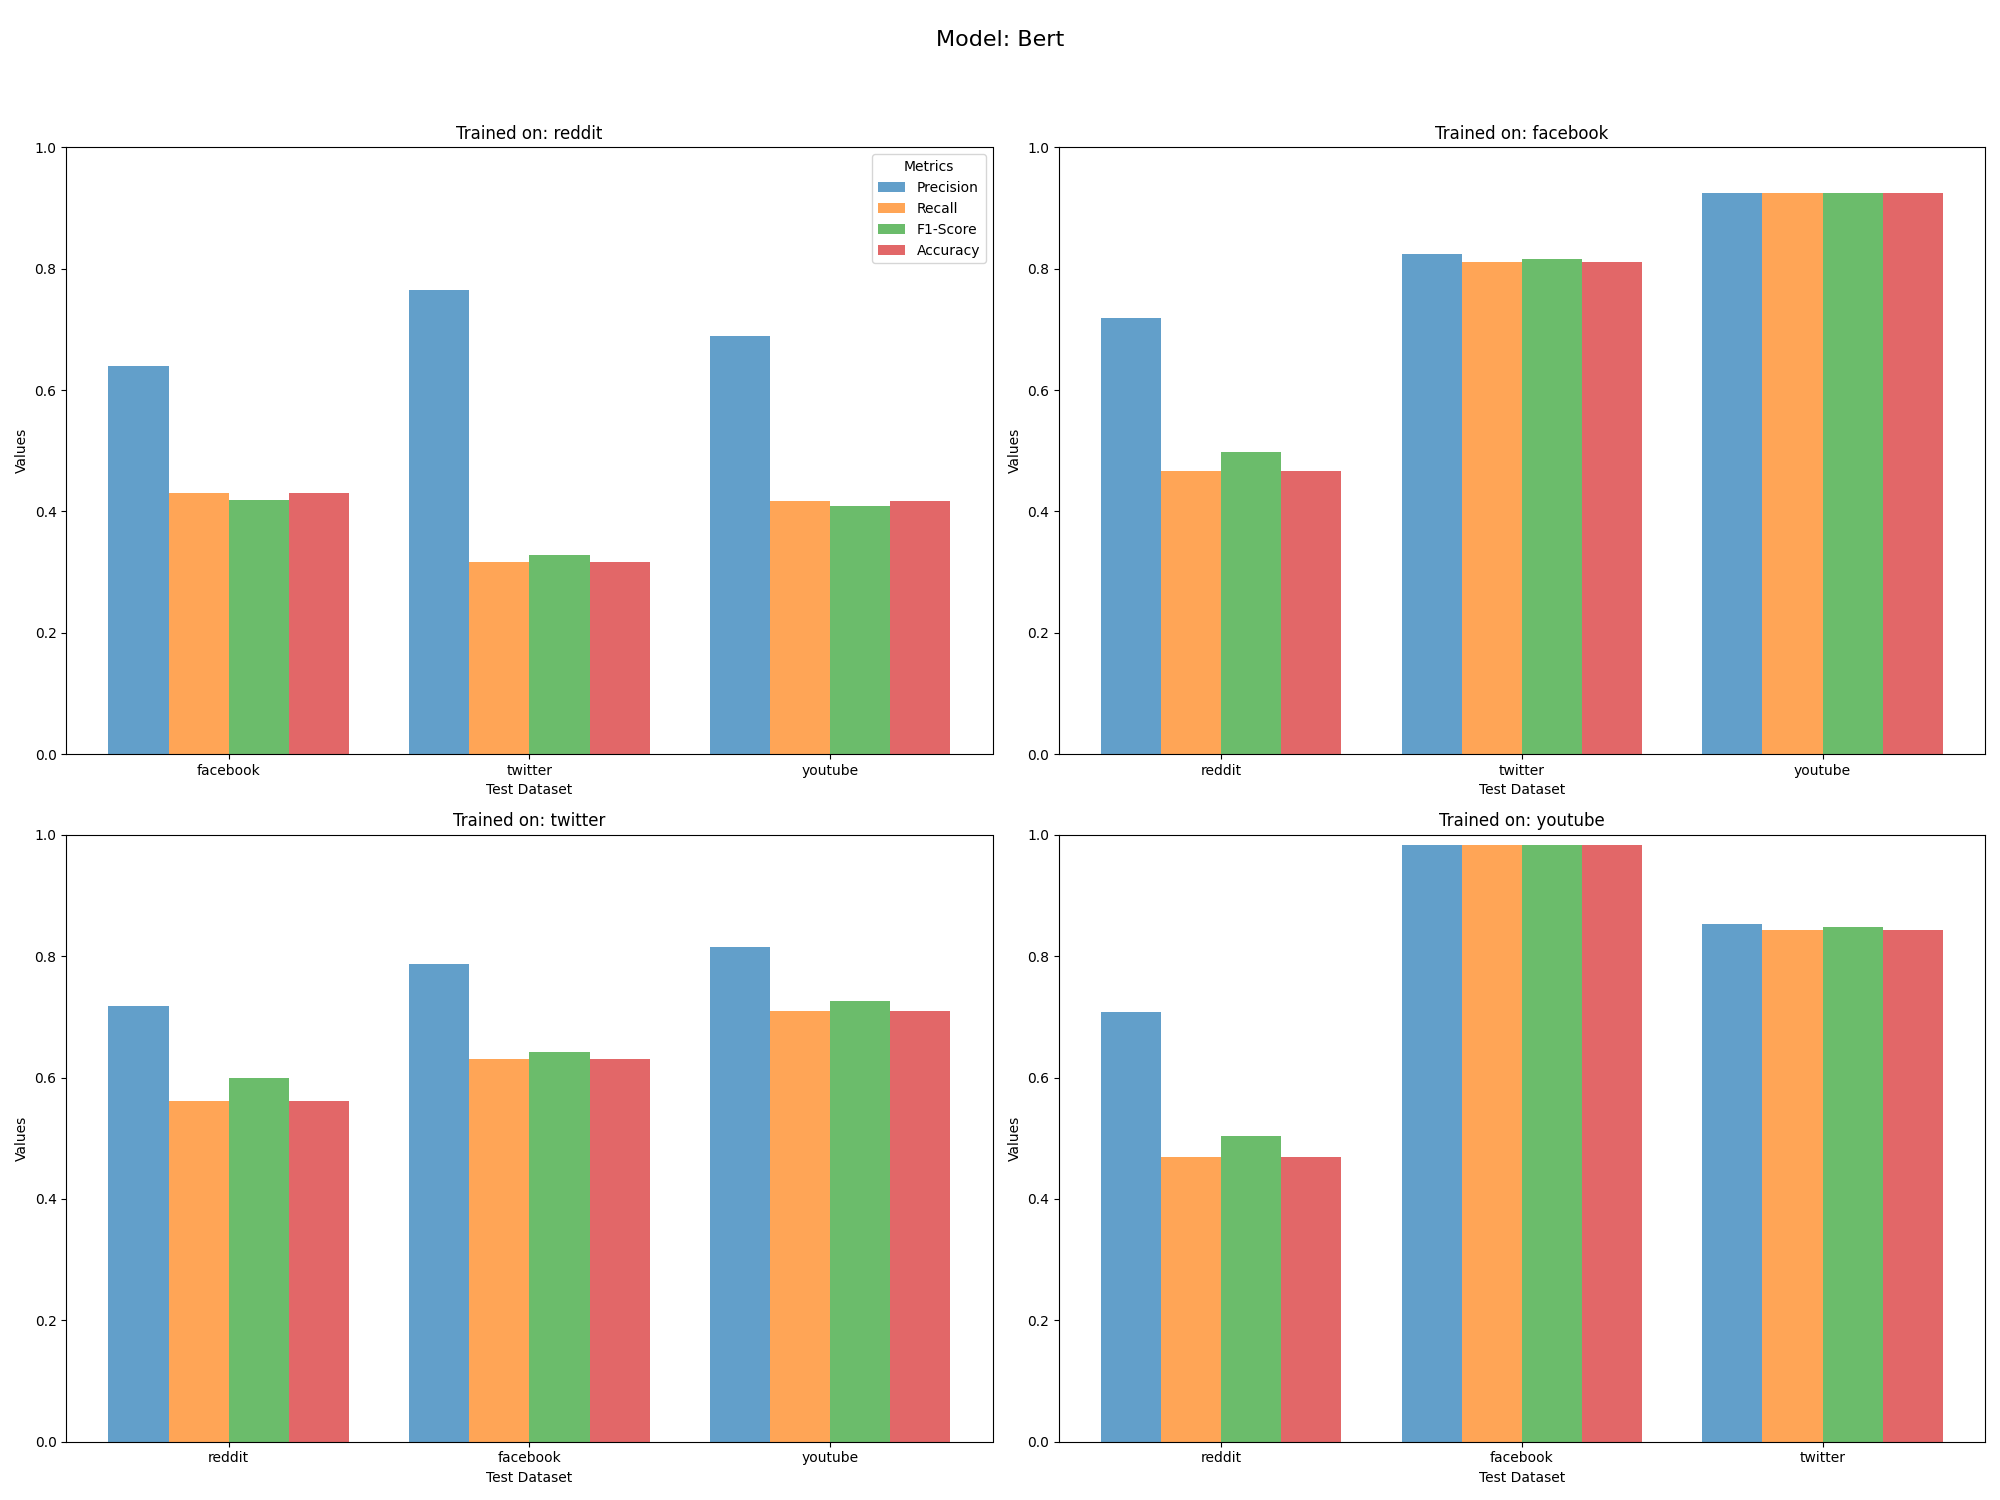 Model: Bert
Trained on: reddit
1.0
0.8
0.6
0.4
0.2
0.0
Values
Metrics
Precision
Recall
F1-Score
Accuracy
facebook twitter youtube
Test Dataset
Trained on: facebook
1.0
0.8
0.6
0.4
0.2
0.0
Values
reddit twitter youtube
Test Dataset
Trained on: twitter
1.0
0.8
0.6
0.4
0.2
0.0
Values
reddit facebook youtube
Test Dataset
Trained on: youtube
1.0
0.8
0.6
0.4
0.2
0.0
Values
reddit facebook twitter
Test Dataset